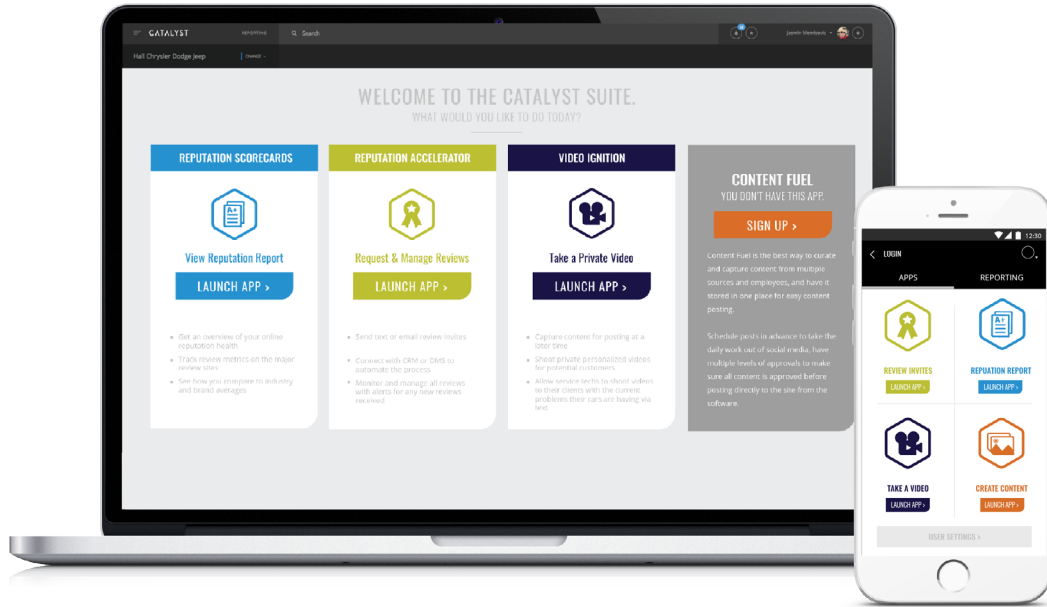 CATALYST
REPORTING
Search
Hall Chrysler Dodge Jeep
CHANGE
WELCOME TO THE CATALYST SUITE.
WHAT WOULD YOU LIKE TO DO TODAY?
REPUTATION SCORECARDS
View Reputation Report
LAUNCH APP >
Get an overview of your online
reputation health
Track review metrics on the major
review sites
See how you compare to industry
and brand averages
REPUTATION ACCELERATOR
Request & Manage Reviews
LAUNCH APP >
Send text or email review invites
Connect with CRM or DMS to
automate the process
Monitor and manage all reviews
with alerts for any new reviews
received
VIDEO IGNITION
Take a Private Video
LAUNCH APP >
Capture content for posting at a
later time
Shoot private personalized videos
for potential customers
Allow service techs to shoot videos
to their clients with the current
problems their cars are having via
text
CONTENT FUEL
YOU DON'T HAVE THIS APP.
SIGN UP >
Content Fuel is the best way to curate
and capture content from multiple
sources and employees, and have it
stored in one place for easy content
posting.
Schedule posts in advance to take the
daily work out of social media, have
multiple levels of approvals to make
sure all content is approved before
posting directly to the site from the
software.
12:30
< LOGIN
APPS
REPORTING
A+
REVIEW INVITES
LAUNCH APP >
REPUATION REPORT
LAUNCH APP >
TAKE A VIDEO
LAUNCH APP >
CREATE CONTENT
LAUNCH APP >
USER SETTINGS >